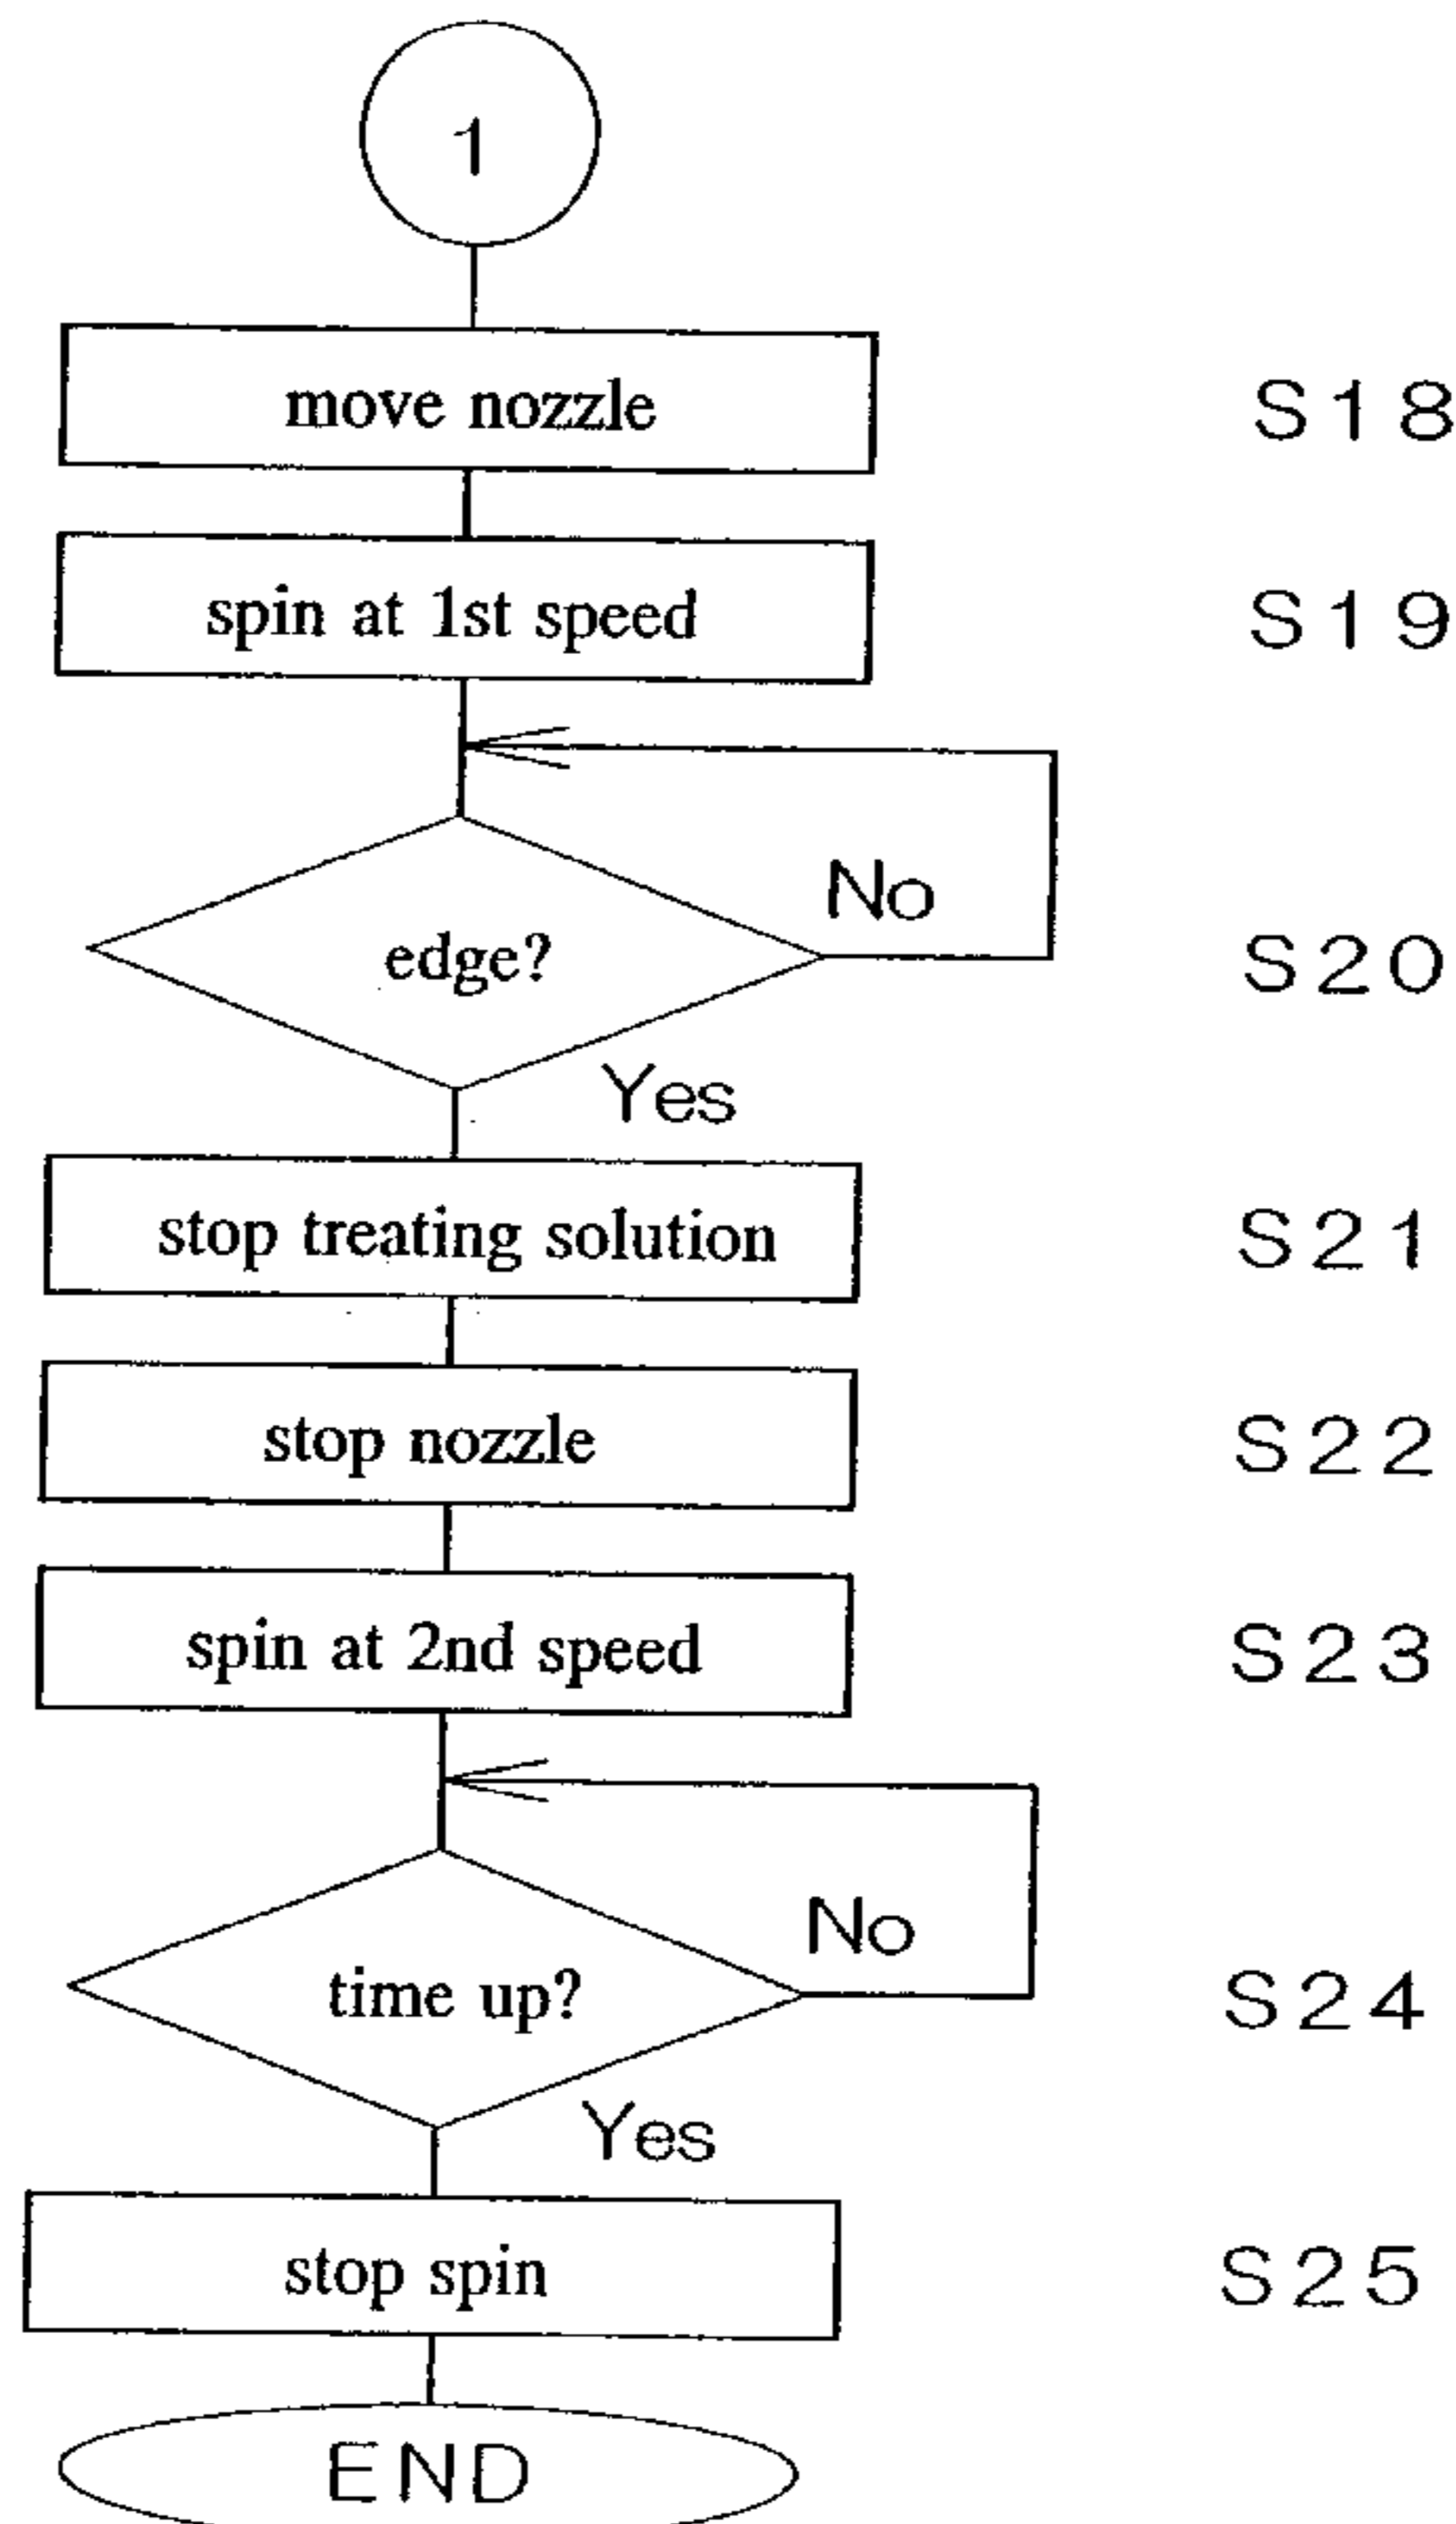 1
move nozzle S18
spin at 1st speed S19
No
edge? S20
Yes
stop treating solution S21
stop nozzle S22
spin at 2nd speed S23
No
time up? S24
Yes
stop spin S25
END